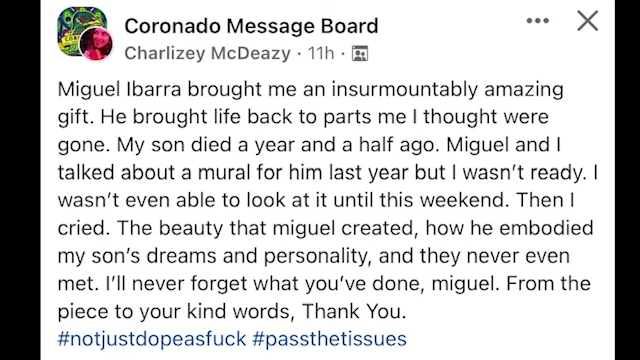 Coronado Message Board
Charlizey McDeazy · 11h ·
Miguel Ibarra brought me an insurmountably amazing
gift. He brought life back to parts me I thought were
gone. My son died a year and a half ago. Miguel and I
talked about a mural for him last year but I wasn't ready. I
wasn't even able to look at it until this weekend. Then I
cried. The beauty that miguel created, how he embodied
my son's dreams and personality, and they never even
met. I'll never forget what you've done, miguel. From the
piece to your kind words, Thank You.
#notjustdopeasfuck #passthetissues